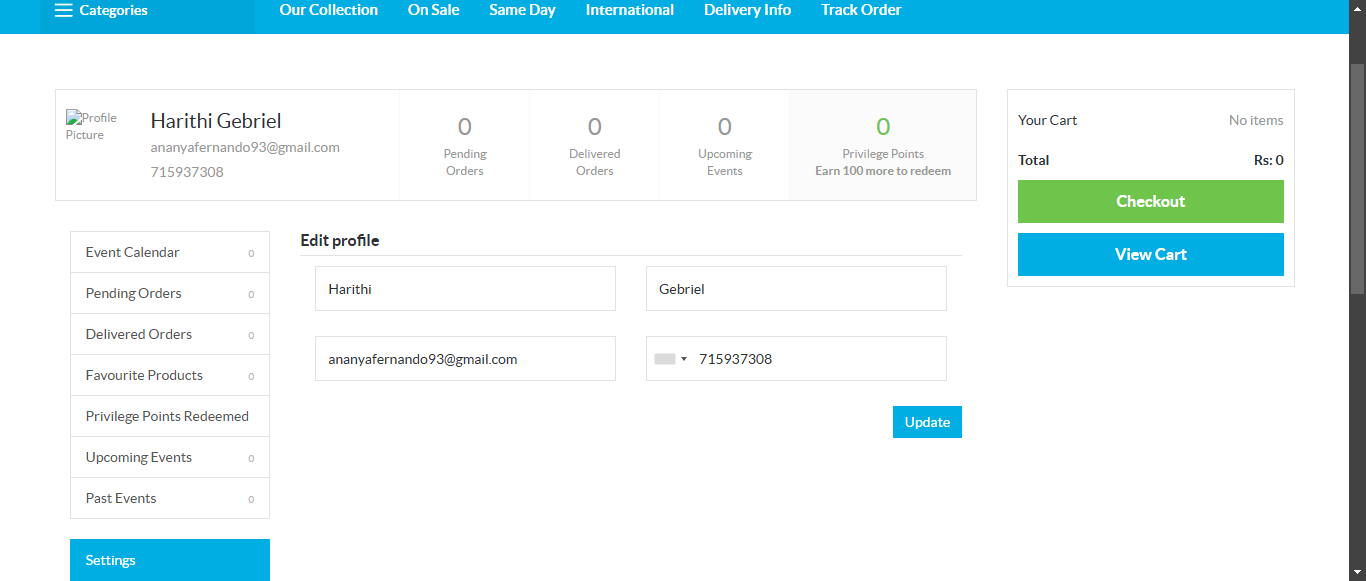 Categories
Our Collection
On Sale
Same Day
International
Delivery Info
Track Order
Profile
Picture
Harithi Gebriel
ananyafernando93@gmail.com
715937308
0
Pending
Orders
0
Delivered
Orders
0
Upcoming
Events
0
Privilege Points
Earn 100 more to redeem
Your Cart No items
Total Rs: 0
Checkout
View Cart
Event Calendar 0
Pending Orders 0
Delivered Orders 0
Favourite Products 0
Privilege Points Redeemed
Upcoming Events 0
Past Events 0
Settings
Edit profile
Harithi
Gebriel
ananyafernando93@gmail.com
715937308
Update